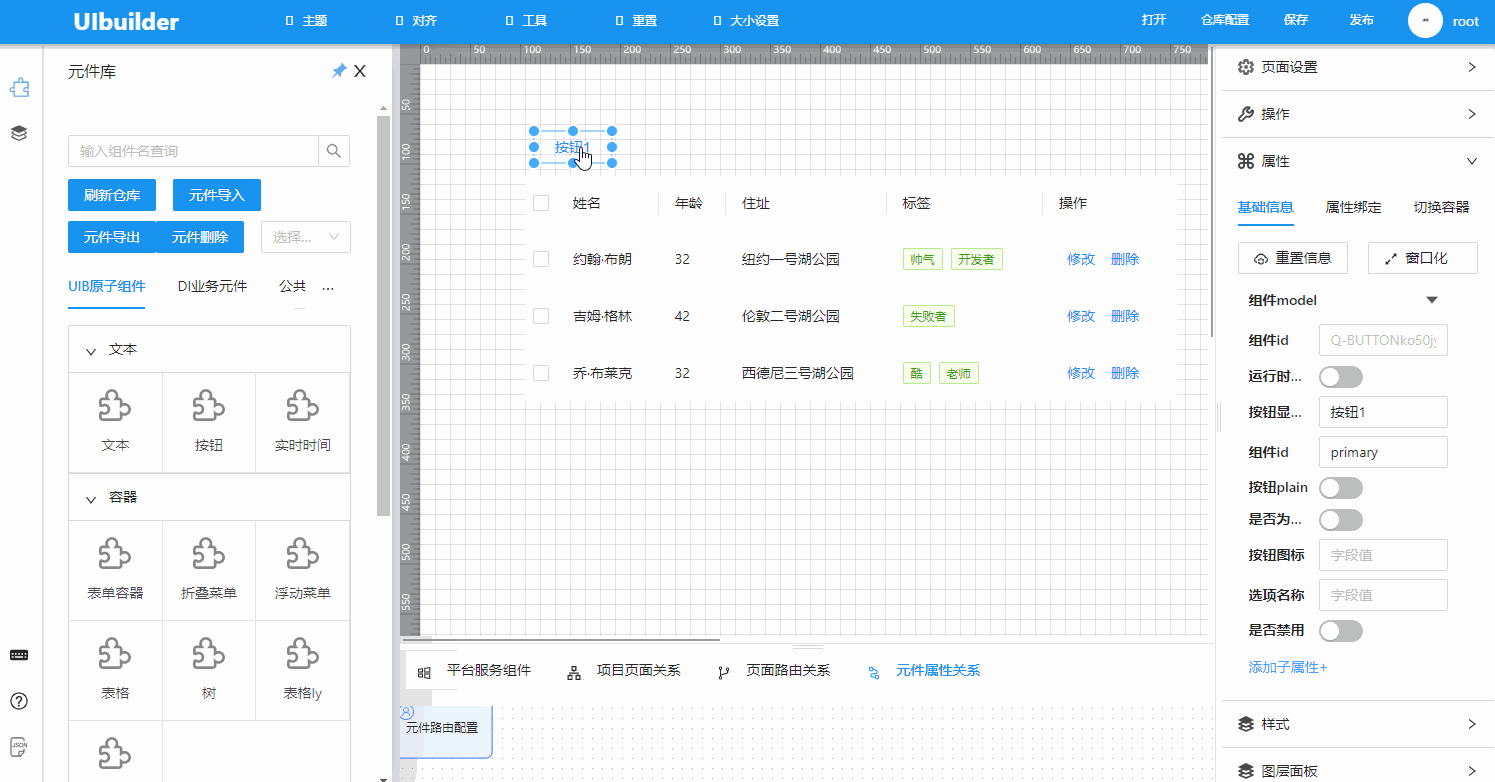 UIbuilder
主题
对齐
工具
重置
大小设置
打开
仓库配置
保存
发布
root
元件库
X
输入组件名查询
刷新仓库
元件导入
元件导出
元件删除
选择...
UIB原子组件
DI业务元件
公共
...
文本
文本
按钮
实时时间
容器
表单容器
折叠菜单
浮动菜单
表格
树
表格ly
JSON
0 50 100 150 200 250 300 350 400 450 500 550 600 650 700 750
50
100
150
200
250
300
350
400
450
500
550
按钮1
姓名 年龄 住址 标签 操作
约翰·布朗 32 纽约一号湖公园 帅气 开发者 修改 删除
吉姆·格林 42 伦敦二号湖公园 失败者 修改 删除
乔·布莱克 32 西德尼三号湖公园 酷 老师 修改 删除
平台服务组件
项目页面关系
页面路由关系
元件属性关系
元件路由配置
页面设置
操作
属性
基础信息
属性绑定
切换容器
重置信息
窗口化
组件model
组件id Q-BUTTONko50jy
运行时...
按钮显... 按钮1
组件id primary
按钮plain
是否为...
按钮图标 字段值
选项名称 字段值
是否禁用
添加子属性+
样式
图层面板